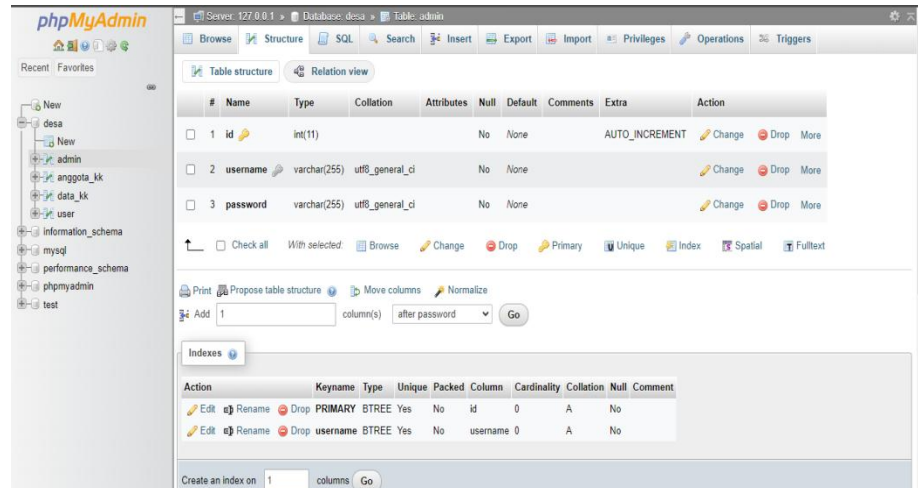 phpMyAdmin
Recent Favorites
New
desa
New
admin
anggota_kk
data_kk
user
information_schema
mysql
performance_schema
phpmyadmin
test
Server: 127.0.0.1 » Database: desa » Table: admin
Browse Structure SQL Search Insert Export Import Privileges Operations Triggers
Table structure Relation view
# Name Type Collation Attributes Null Default Comments Extra Action
1 id int(11) No None AUTO_INCREMENT Change Drop More
2 username varchar(255) utf8_general_ci No None Change Drop More
3 password varchar(255) utf8_general_ci No None Change Drop More
Check all With selected: Browse Change Drop Primary Unique Index Spatial Fulltext
Print Propose table structure Move columns Normalize
Add 1 column(s) after password Go
Indexes
Action Keyname Type Unique Packed Column Cardinality Collation Null Comment
Edit Rename Drop PRIMARY BTREE Yes No id 0 A No
Edit Rename Drop username BTREE Yes No username 0 A No
Create an index on 1 columns Go